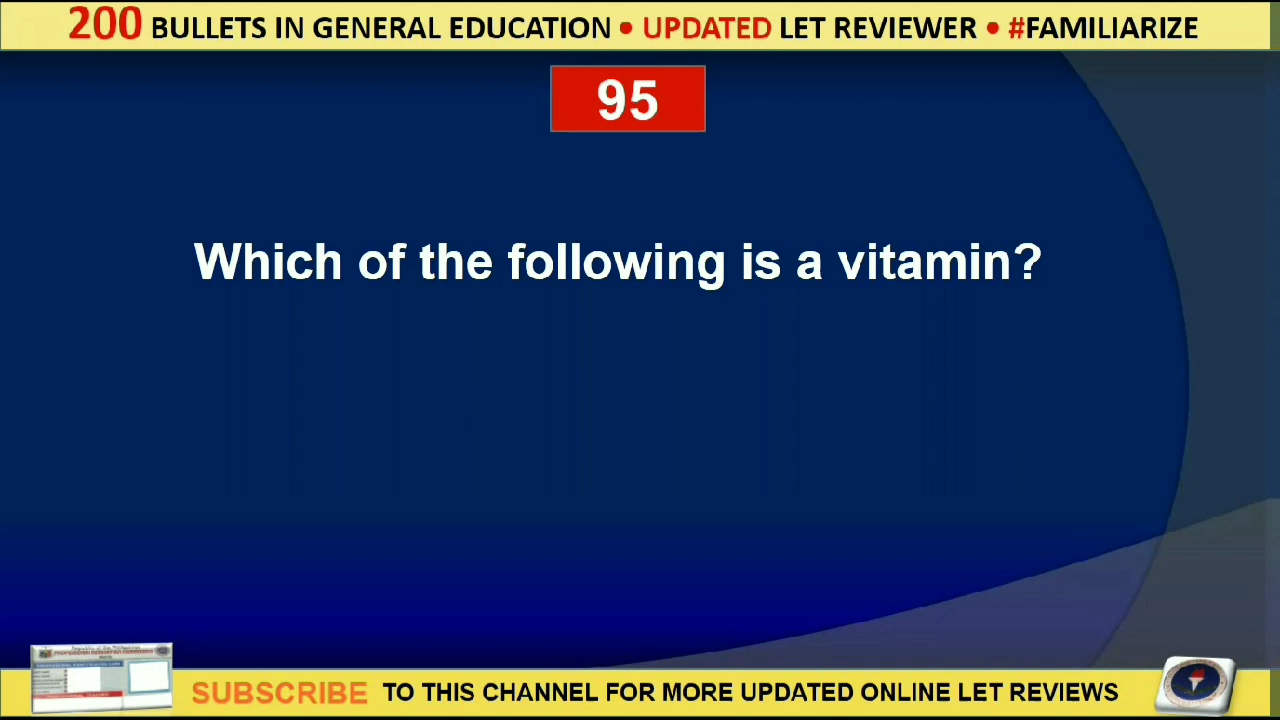 200 BULLETS IN GENERAL EDUCATION • UPDATED LET REVIEWER • #FAMILIARIZE
95
Which of the following is a vitamin?
SUBSCRIBE TO THIS CHANNEL FOR MORE UPDATED ONLINE LET REVIEWS